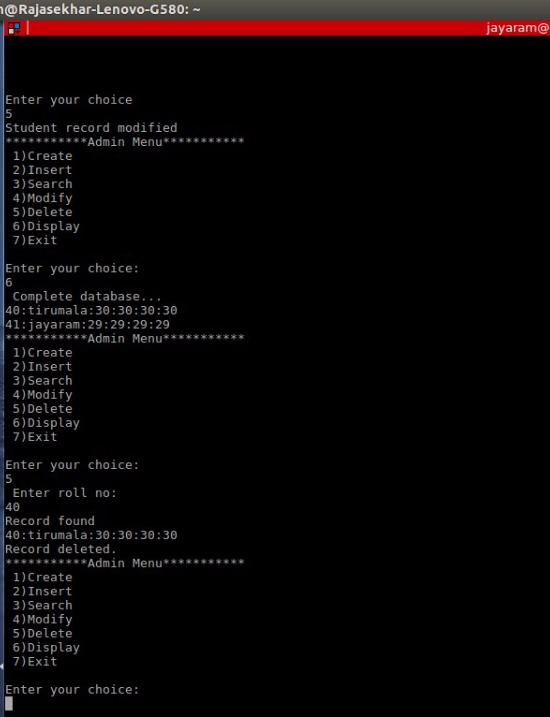 @Rajasekhar-Lenovo-G580: ~
jayaram@
Enter your choice
5
Student record modified
***********Admin Menu***********
1)Create
2)Insert
3)Search
4)Modify
5)Delete
6)Display
7)Exit
Enter your choice:
6
Complete database...
40:tirumala:30:30:30:30
41:jayaram:29:29:29:29
***********Admin Menu***********
1)Create
2)Insert
3)Search
4)Modify
5)Delete
6)Display
7)Exit
Enter your choice:
5
Enter roll no:
40
Record found
40:tirumala:30:30:30:30
Record deleted.
***********Admin Menu***********
1)Create
2)Insert
3)Search
4)Modify
5)Delete
6)Display
7)Exit
Enter your choice: